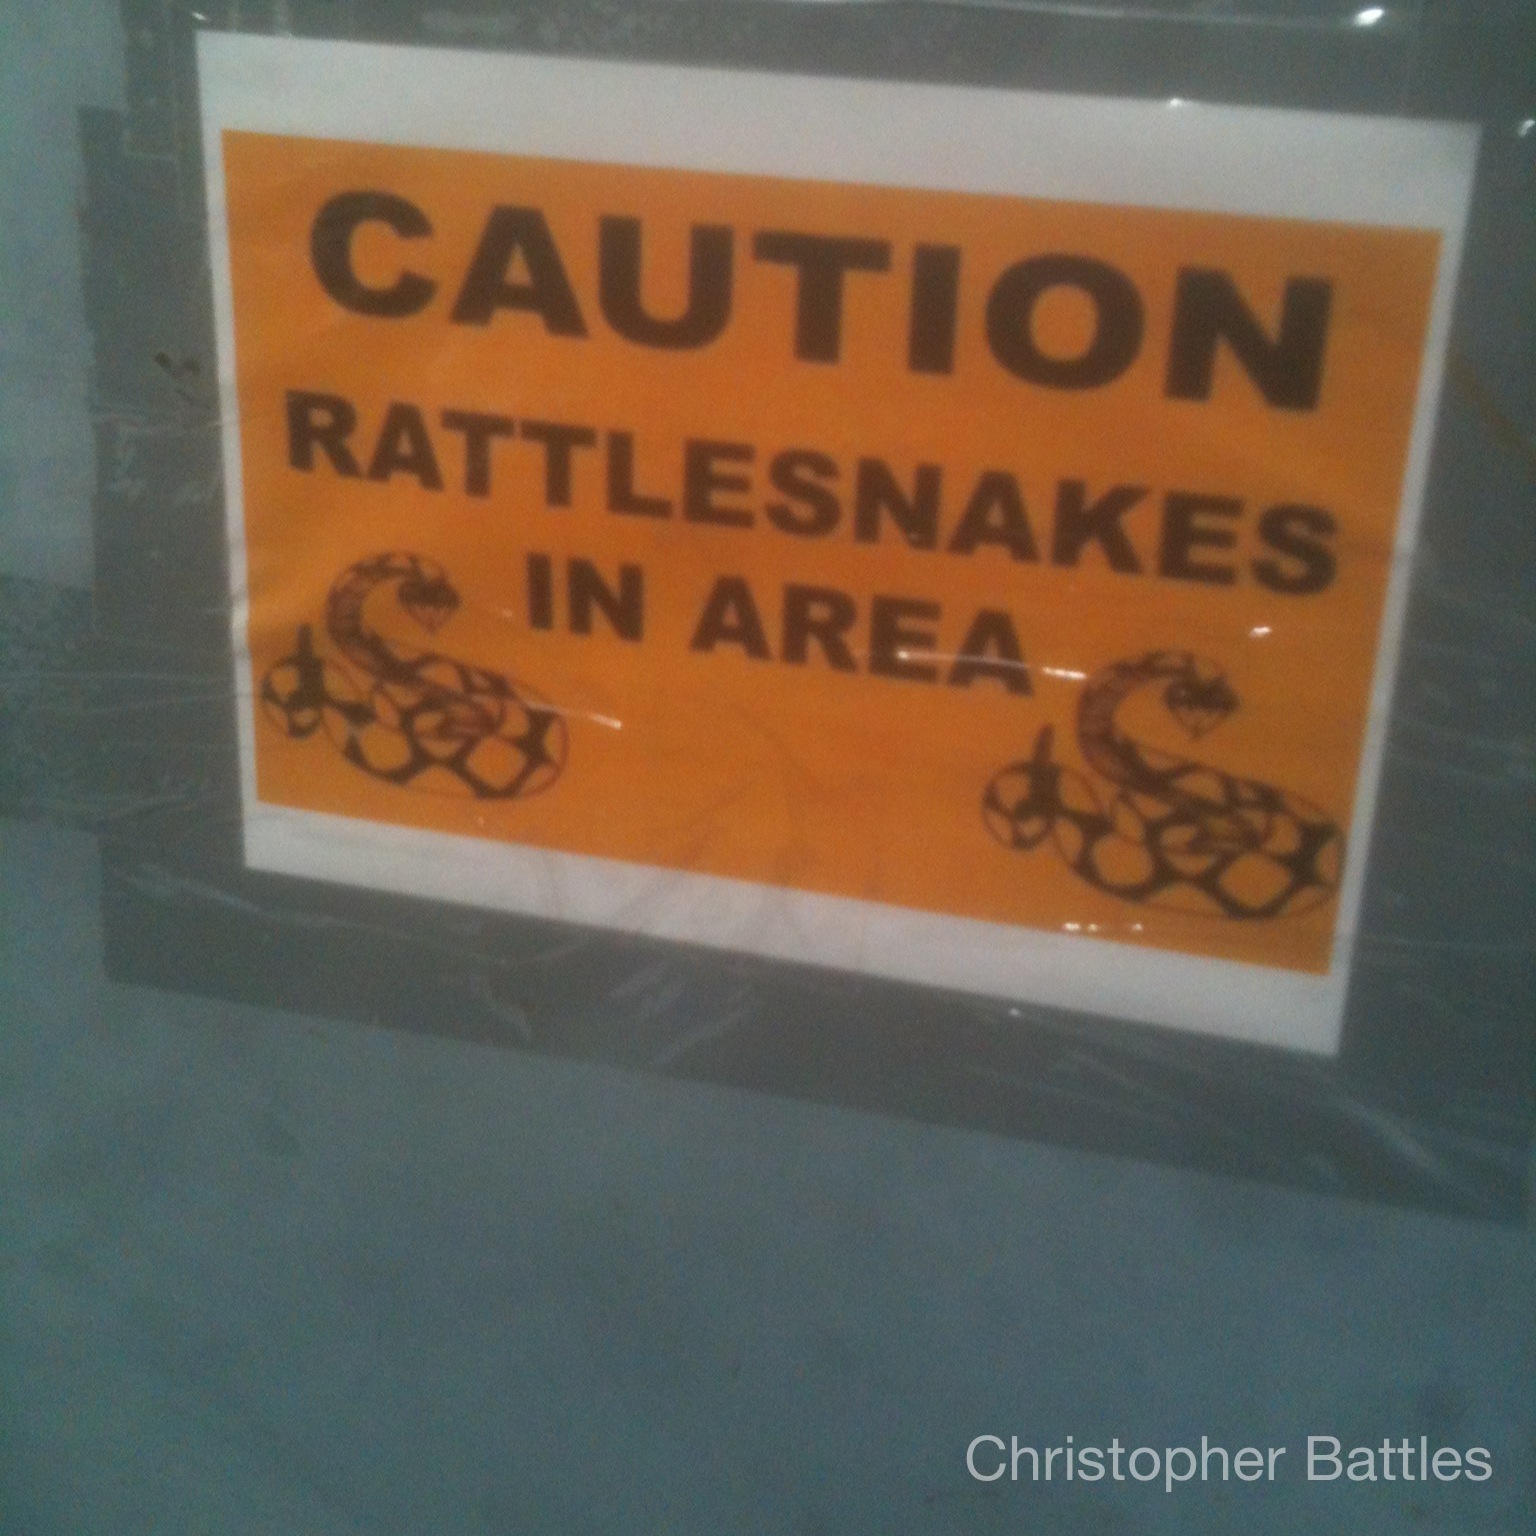 CAUTION
RATTLESNAKES
IN AREA
Christopher Battles